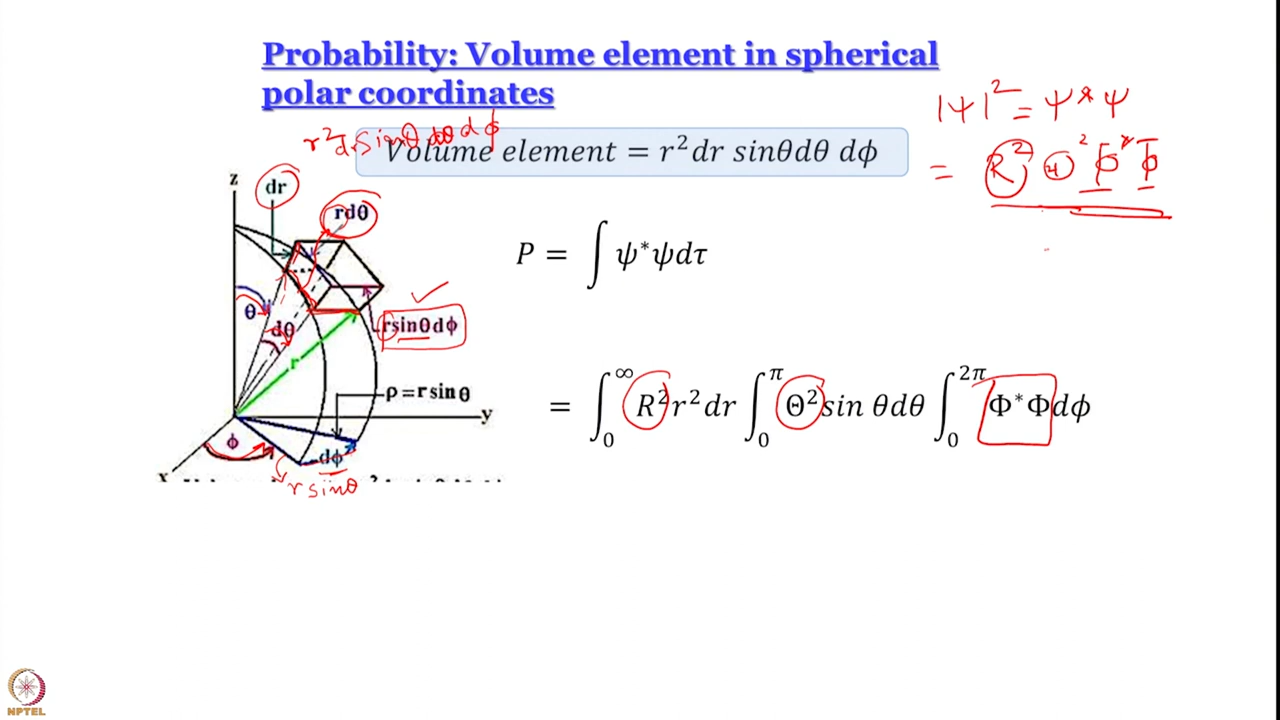 Probability: Volume element in spherical
polar coordinates
|ψ|² = ψ*ψ
= R² Θ² Φ* Φ
r²dr sinθ dθ dϕ
Volume element = r²dr sinθdθ dϕ
z
dr
rdθ
P = ∫ ψ*ψdτ
θ
dθ
rsinθdϕ
r
ρ=r sin θ
y
= ∫₀^∞ R²r²dr ∫₀^π Θ²sin θdθ ∫₀^2π Φ*Φdϕ
ϕ
dϕ
x
r sinθ
NPTEL